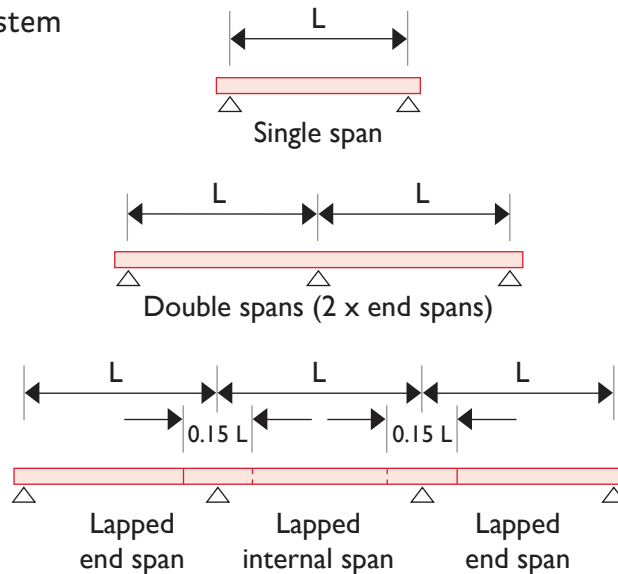 stem
L
Single span
L L
Double spans (2 x end spans)
L L L
0.15 L 0.15 L
Lapped Lapped Lapped
end span internal span end span